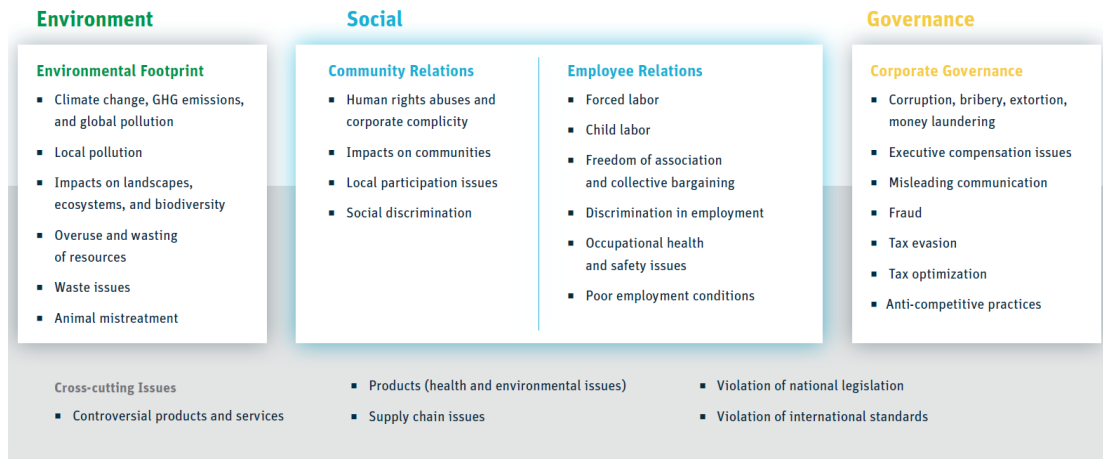 Environment
Environmental Footprint
▪ Climate change, GHG emissions,
and global pollution
▪ Local pollution
▪ Impacts on landscapes,
ecosystems, and biodiversity
▪ Overuse and wasting
of resources
▪ Waste issues
▪ Animal mistreatment
Social
Community Relations
▪ Human rights abuses and
corporate complicity
▪ Impacts on communities
▪ Local participation issues
▪ Social discrimination
Employee Relations
▪ Forced labor
▪ Child labor
▪ Freedom of association
and collective bargaining
▪ Discrimination in employment
▪ Occupational health
and safety issues
▪ Poor employment conditions
Governance
Corporate Governance
▪ Corruption, bribery, extortion,
money laundering
▪ Executive compensation issues
▪ Misleading communication
▪ Fraud
▪ Tax evasion
▪ Tax optimization
▪ Anti-competitive practices
Cross-cutting Issues
▪ Controversial products and services
▪ Products (health and environmental issues)
▪ Supply chain issues
▪ Violation of national legislation
▪ Violation of international standards